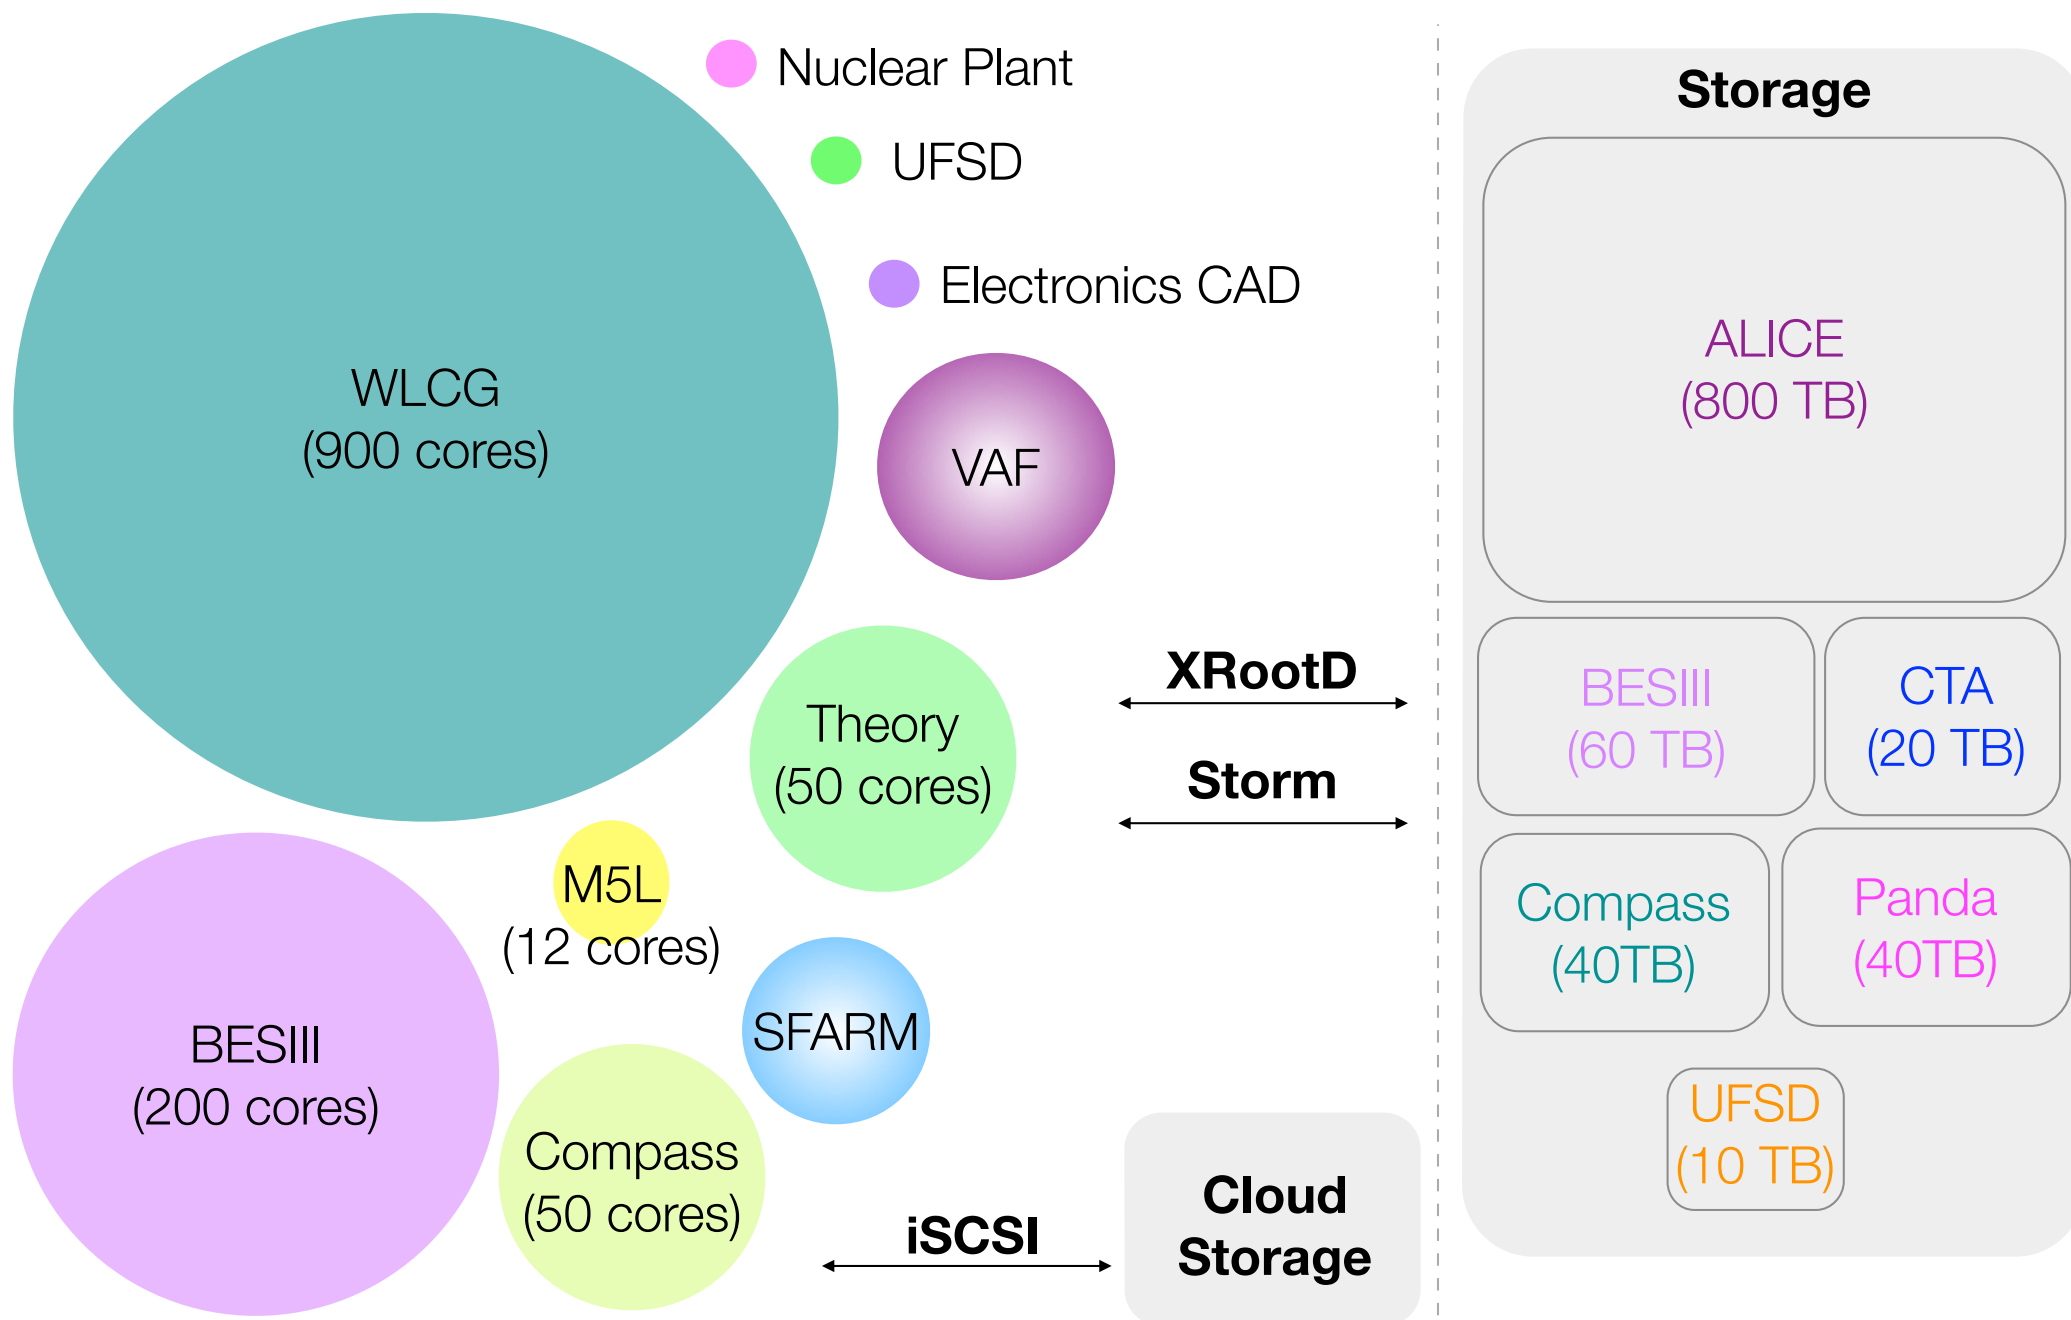 Nuclear Plant
UFSD
Electronics CAD
WLCG
(900 cores)
VAF
Theory
(50 cores)
M5L
(12 cores)
SFARM
BESIII
(200 cores)
Compass
(50 cores)
XRootD
Storm
iSCSI
Cloud
Storage
Storage
ALICE
(800 TB)
BESIII
(60 TB)
CTA
(20 TB)
Compass
(40TB)
Panda
(40TB)
UFSD
(10 TB)